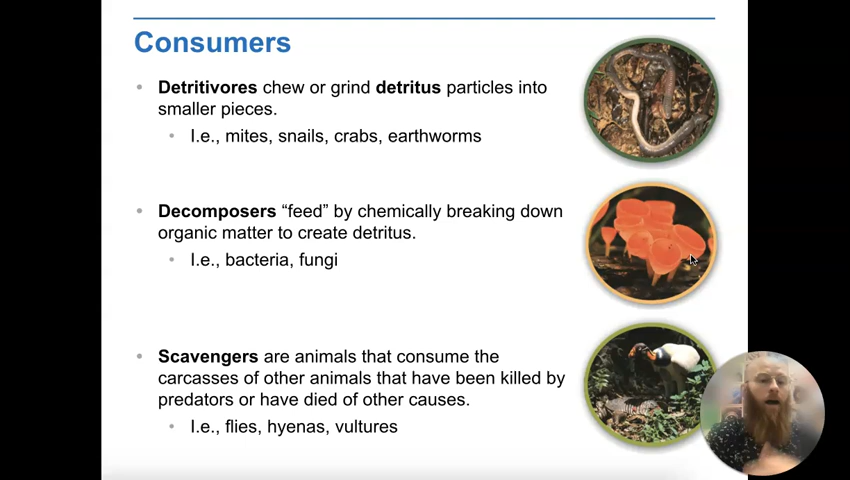 Consumers
• Detritivores chew or grind detritus particles into
smaller pieces.
• I.e., mites, snails, crabs, earthworms
• Decomposers “feed” by chemically breaking down
organic matter to create detritus.
• I.e., bacteria, fungi
• Scavengers are animals that consume the
carcasses of other animals that have been killed by
predators or have died of other causes.
• I.e., flies, hyenas, vultures